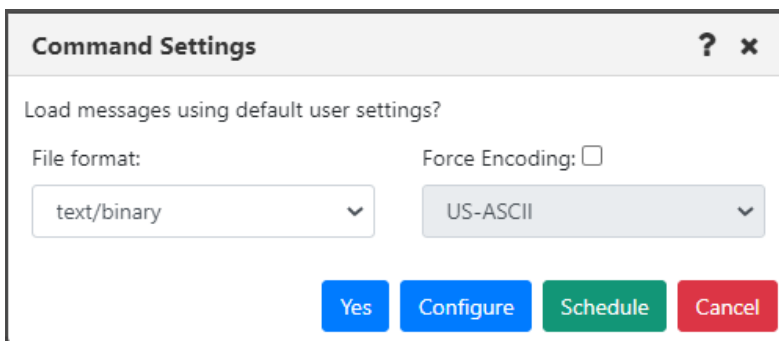 Command Settings ? ×
Load messages using default user settings?
File format: Force Encoding:
text/binary US-ASCII
Yes Configure Schedule Cancel